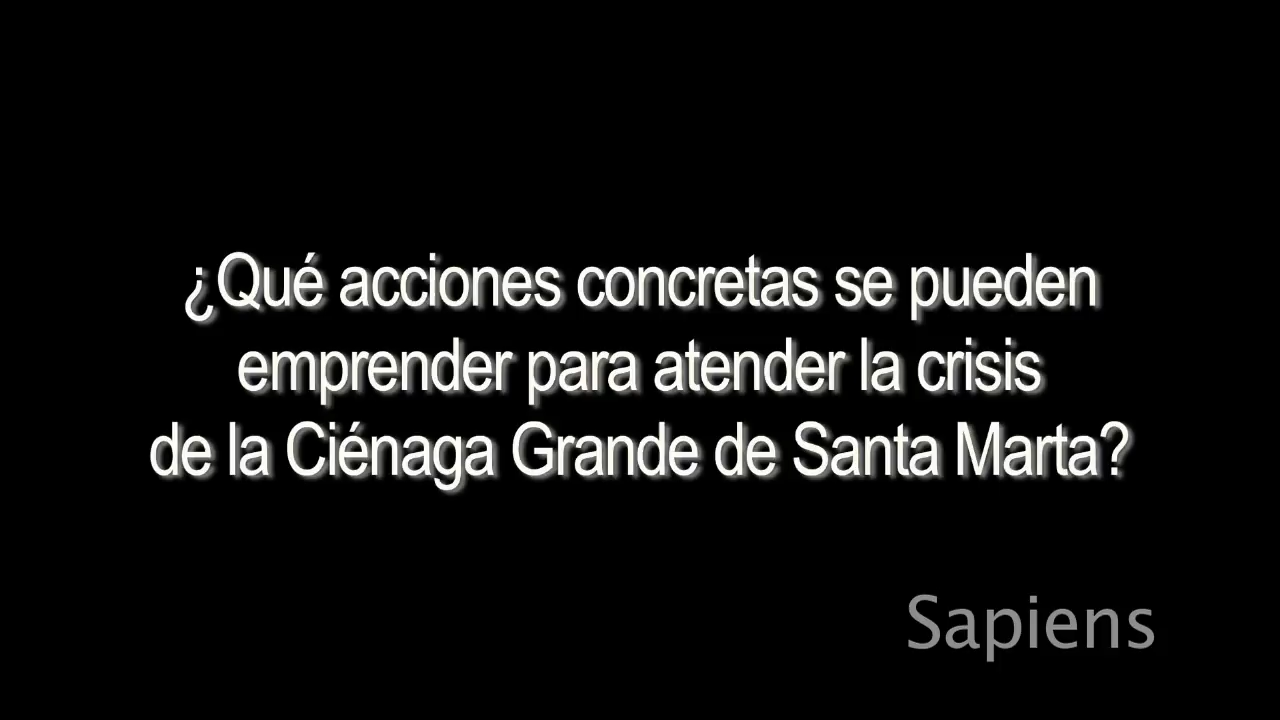 ¿Qué acciones concretas se pueden
emprender para atender la crisis
de la Ciénaga Grande de Santa Marta?
Sapiens